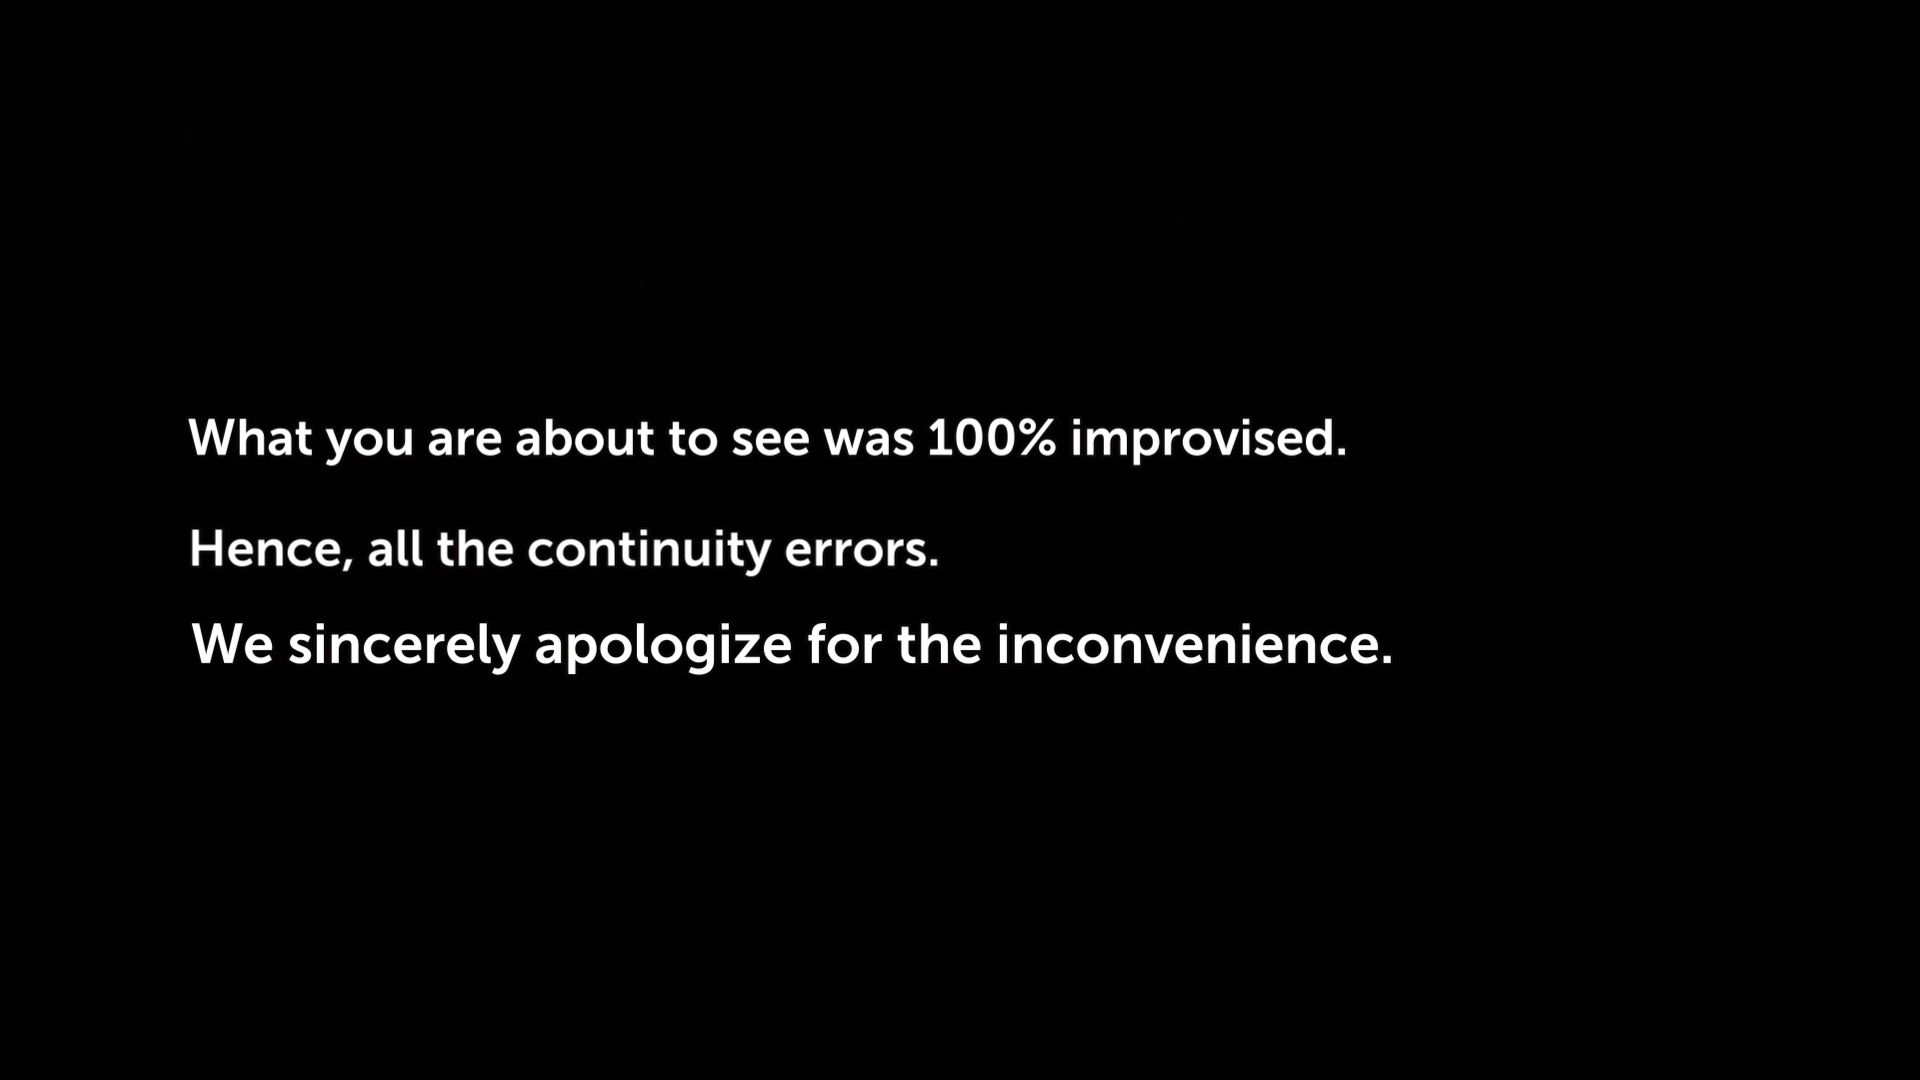 What you are about to see was 100% improvised.
Hence, all the continuity errors.
We sincerely apologize for the inconvenience.